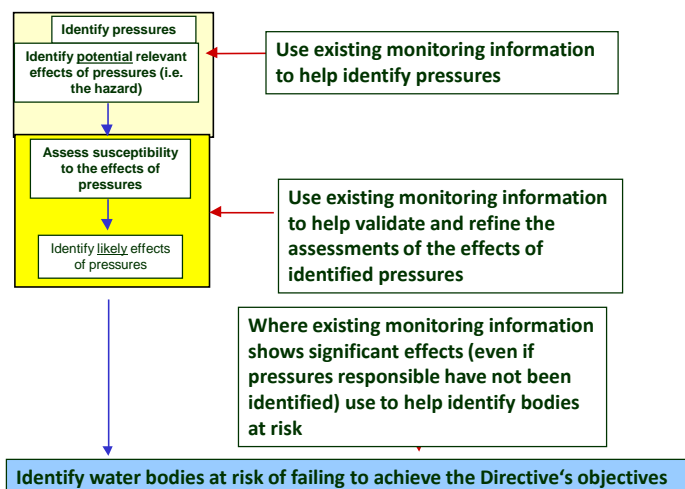 Identify pressures
Identify potential relevant
effects of pressures (i.e.
the hazard)
Use existing monitoring information
to help identify pressures
Assess susceptibility
to the effects of
pressures
Identify likely effects
of pressures
Use existing monitoring information
to help validate and refine the
assessments of the effects of
identified pressures
Where existing monitoring information
shows significant effects (even if
pressures responsible have not been
identified) use to help identify bodies
at risk
Identify water bodies at risk of failing to achieve the Directive‘s objectives